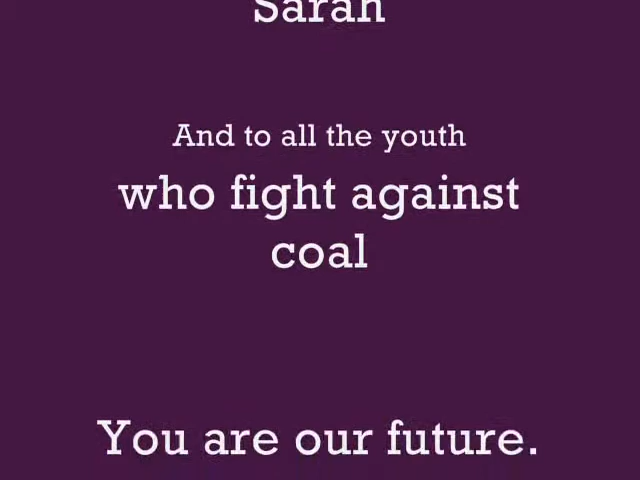 Sarah
And to all the youth
who fight against
coal
You are our future.